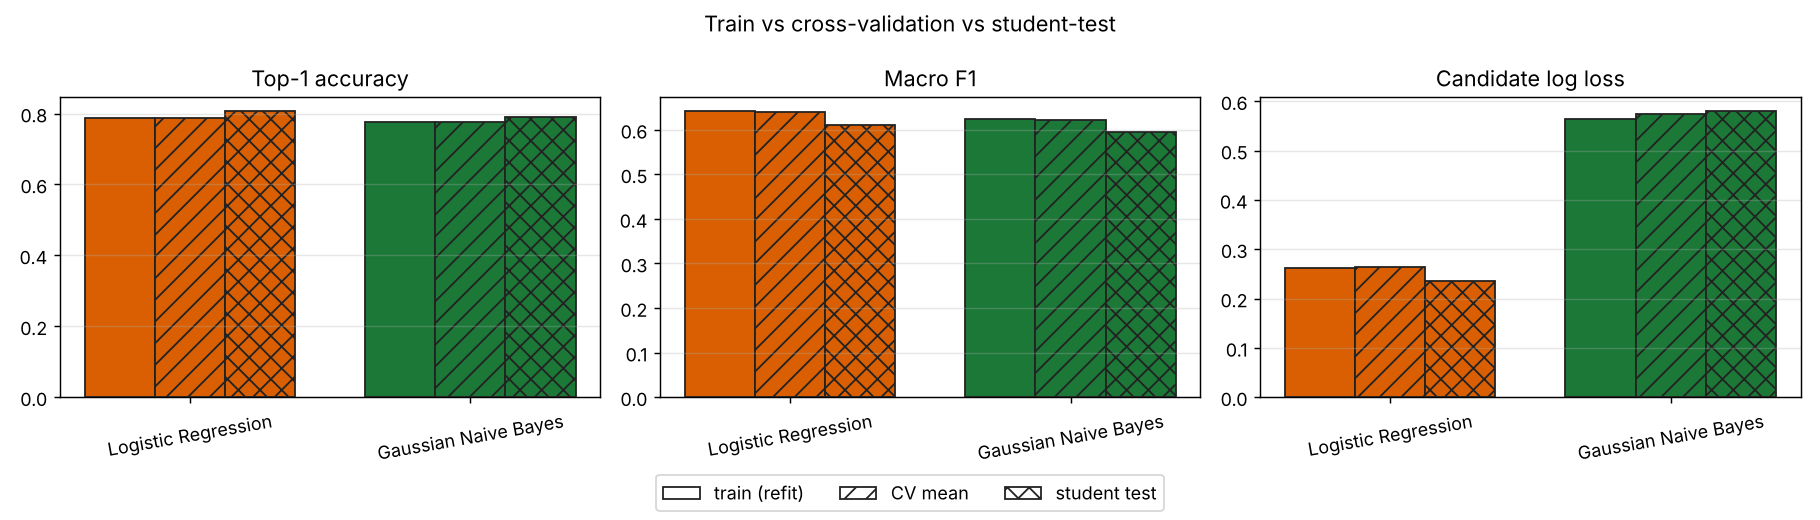 Train vs cross-validation vs student-test
Top-1 accuracy
0.8
0.6
0.4
0.2
0.0
Logistic Regression
Gaussian Naive Bayes
Macro F1
0.6
0.5
0.4
0.3
0.2
0.1
0.0
Logistic Regression
Gaussian Naive Bayes
Candidate log loss
0.6
0.5
0.4
0.3
0.2
0.1
0.0
Logistic Regression
Gaussian Naive Bayes
train (refit)
CV mean
student test